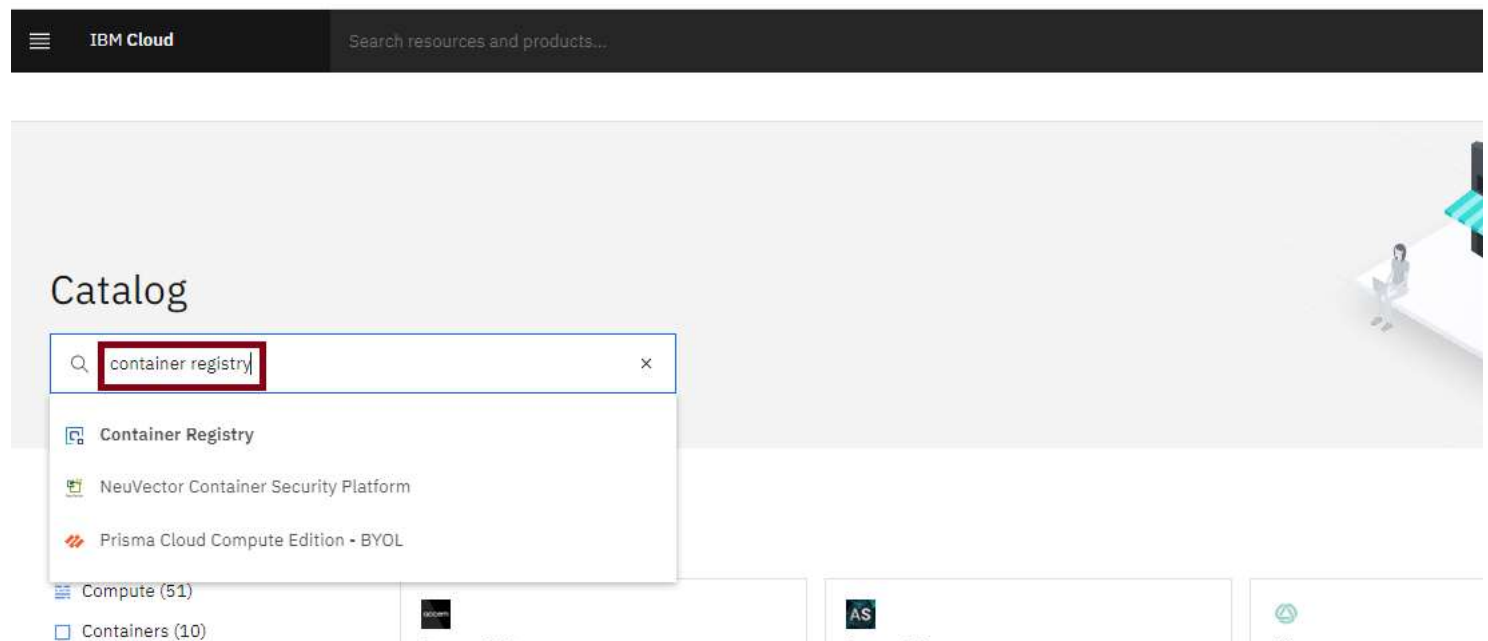 IBM Cloud
Search resources and products...
Catalog
container registry
Container Registry
NeuVector Container Security Platform
Prisma Cloud Compute Edition - BYOL
Compute (51)
Containers (10)
AS